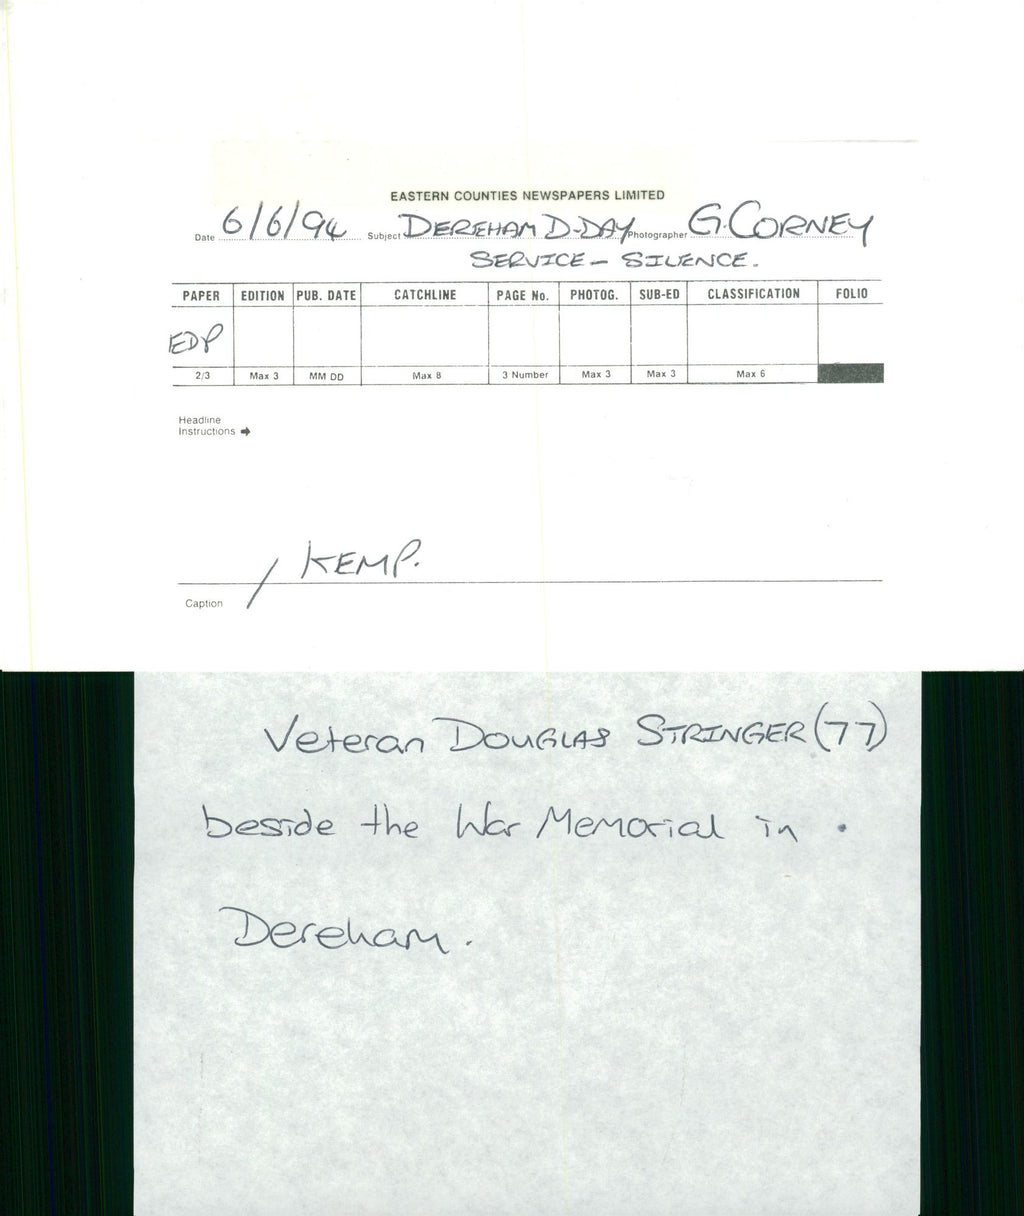 EASTERN COUNTIES NEWSPAPERS LIMITED
Date 6/6/94 Subject DEREHAM D-DAY Photographer G. CORNEY
SERVICE - SILENCE.
PAPER EDITION PUB. DATE CATCHLINE PAGE No. PHOTOG. SUB-ED CLASSIFICATION FOLIO
EDP
2/3 Max 3 MM DD Max 8 3 Number Max 3 Max 3 Max 6
Headline
Instructions ➔
/ KEMP.
Caption
Veteran DOUGLAS STRINGER (77)
beside the War Memorial in .
Dereham.